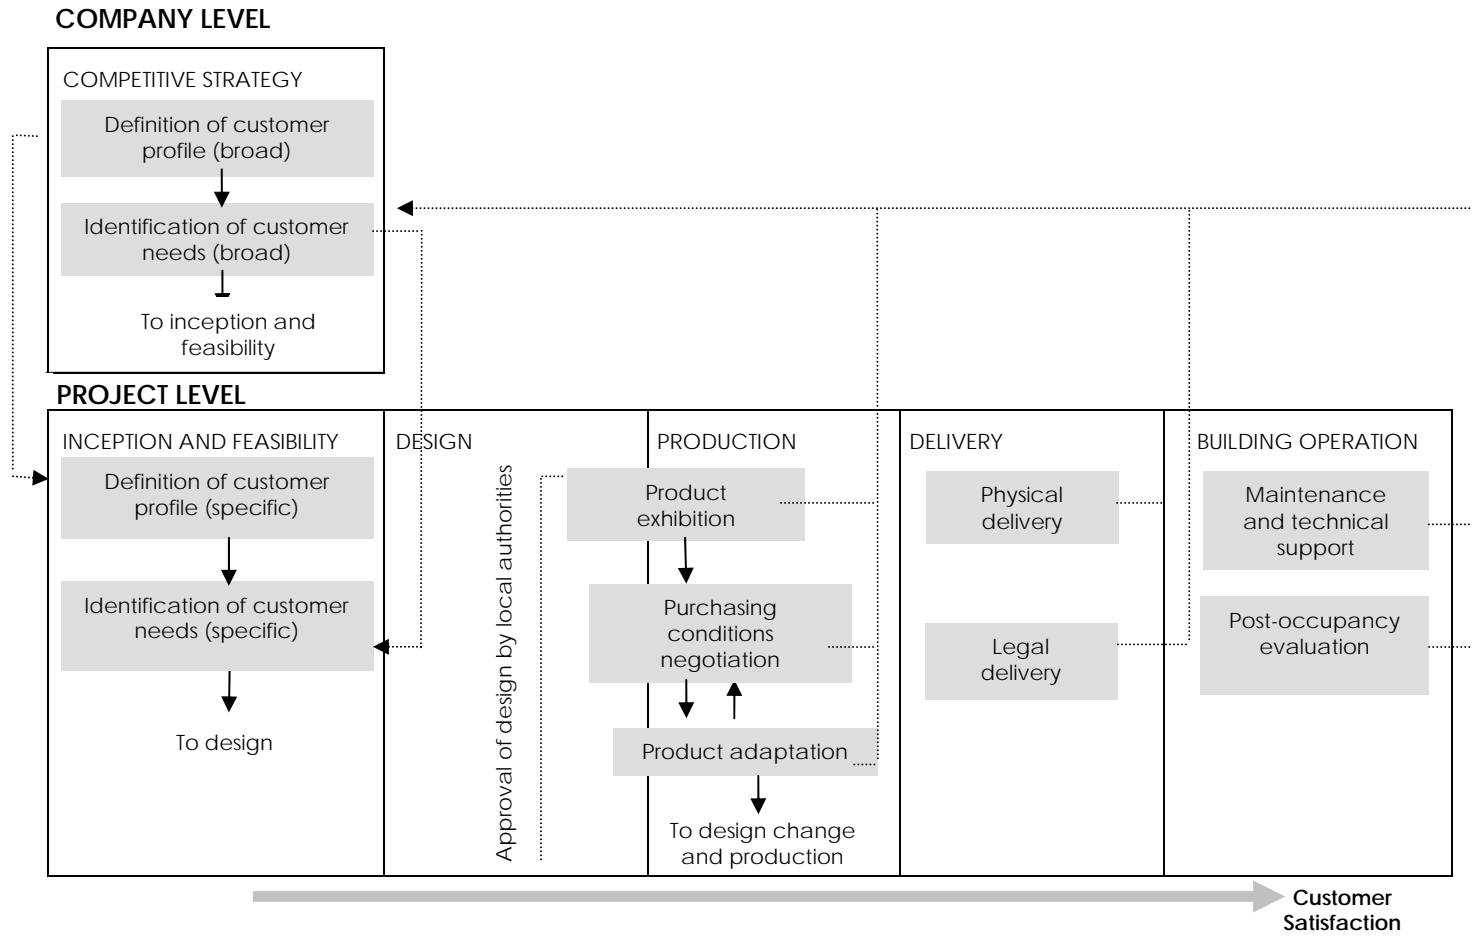 COMPANY LEVEL
COMPETITIVE STRATEGY
Definition of customer
profile (broad)
Identification of customer
needs (broad)
To inception and
feasibility
PROJECT LEVEL
INCEPTION AND FEASIBILITY
Definition of customer
profile (specific)
Identification of customer
needs (specific)
To design
DESIGN
Approval of design by local authorities
PRODUCTION
Product
exhibition
Purchasing
conditions
negotiation
Product adaptation
To design change
and production
DELIVERY
Physical
delivery
Legal
delivery
BUILDING OPERATION
Maintenance
and technical
support
Post-occupancy
evaluation
Customer
Satisfaction